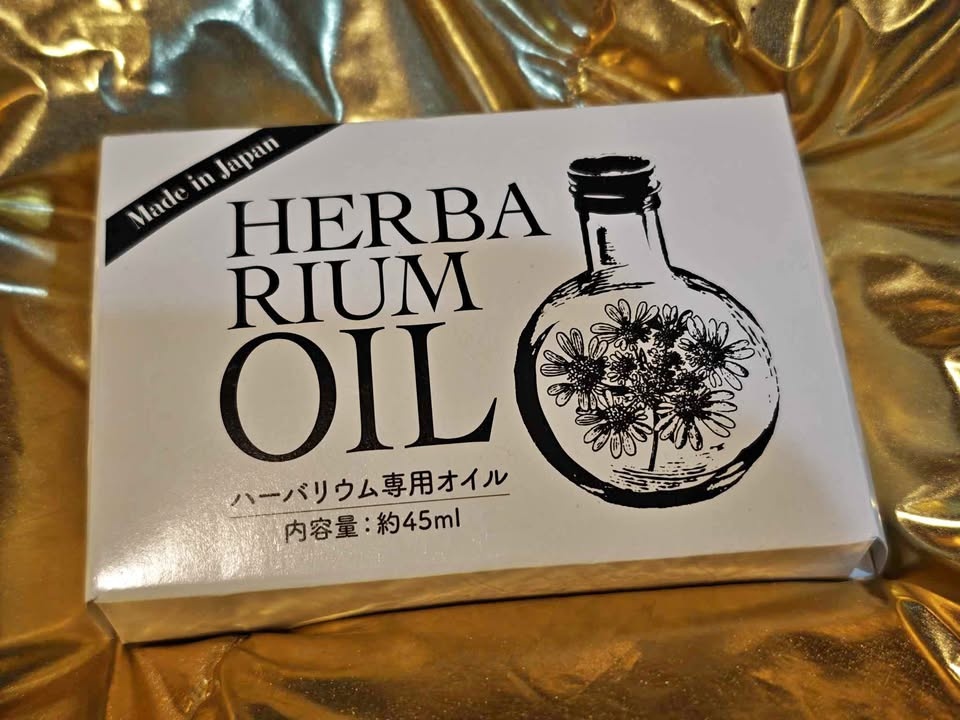 Made in Japan
HERBA
RIUM
OIL
ハーバリウム専用オイル
内容量：約45ml